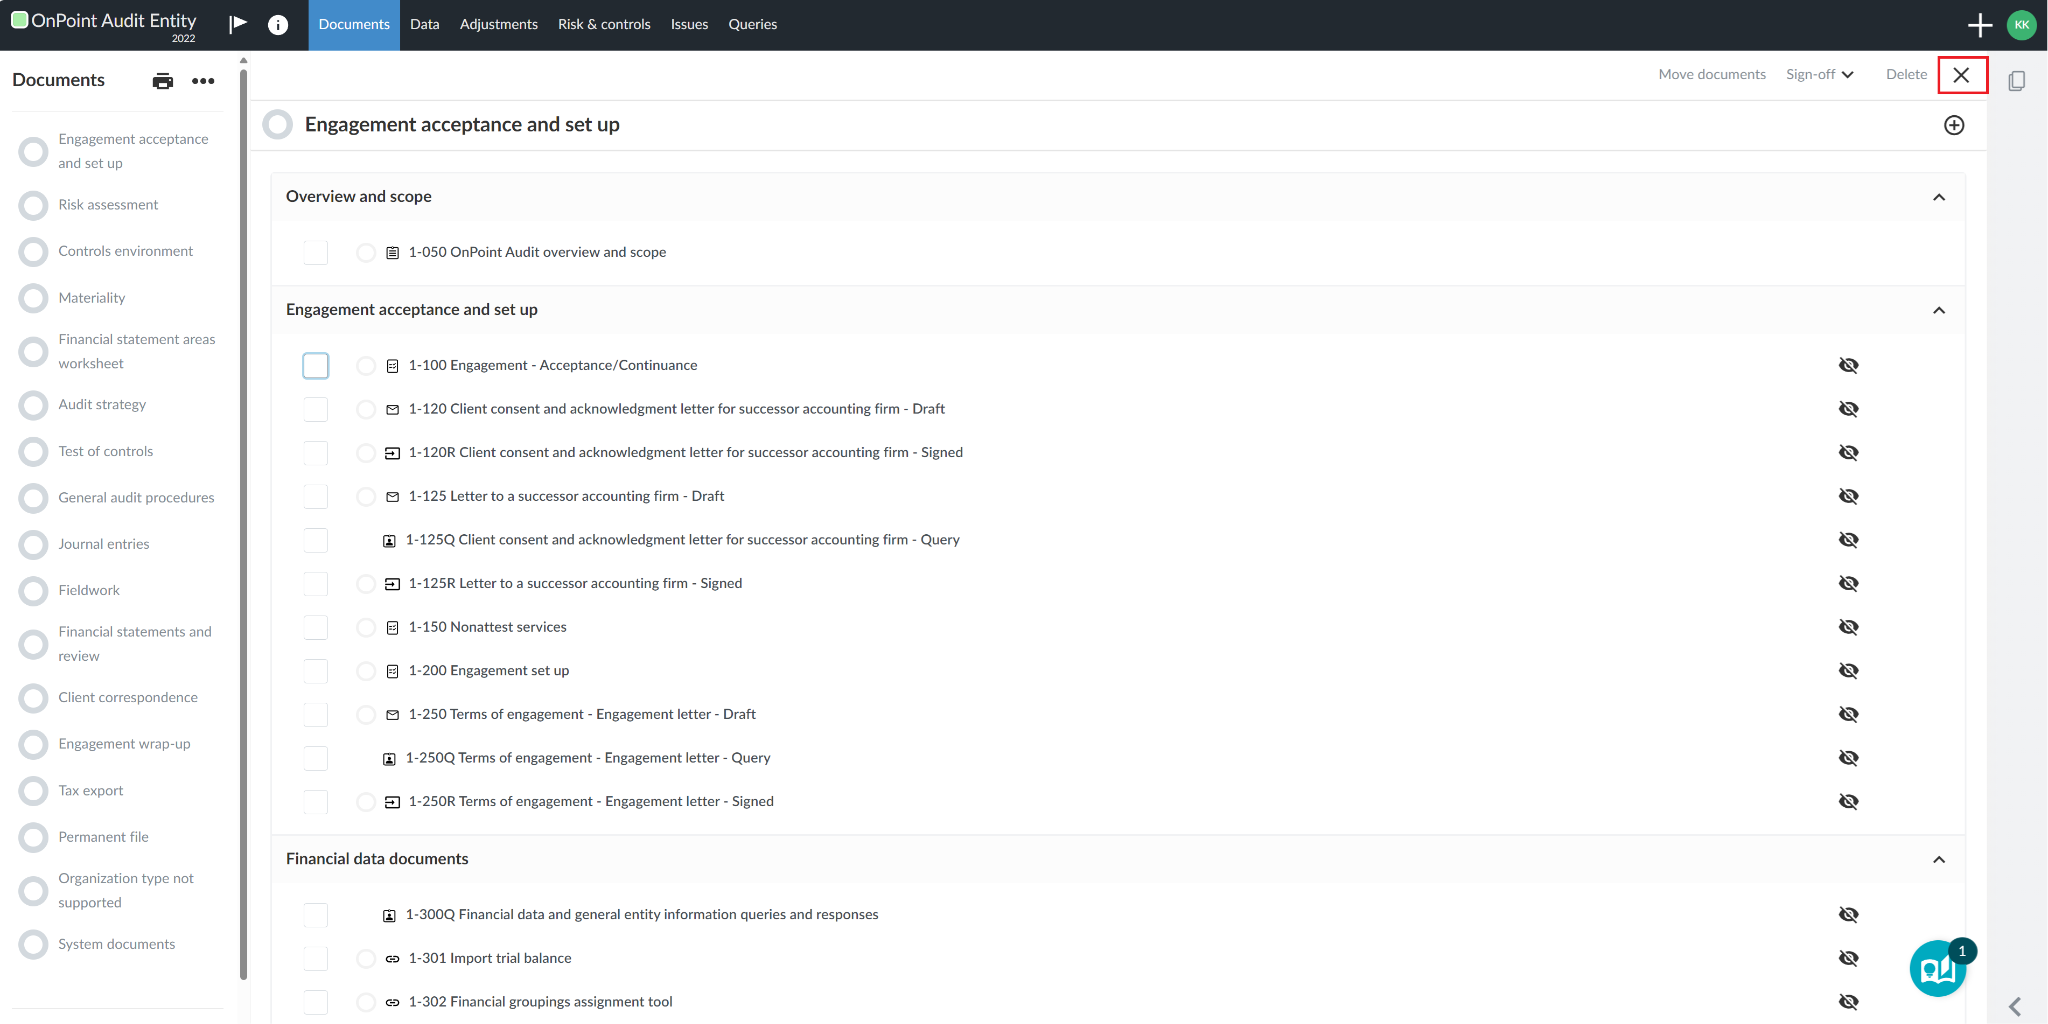 OnPoint Audit Entity
2022
Documents
Data
Adjustments
Risk & controls
Issues
Queries
KK
Documents
Engagement acceptance
and set up
Risk assessment
Controls environment
Materiality
Financial statement areas
worksheet
Audit strategy
Test of controls
General audit procedures
Journal entries
Fieldwork
Financial statements and
review
Client correspondence
Engagement wrap-up
Tax export
Permanent file
Organization type not
supported
System documents
Move documents
Sign-off
Delete
Engagement acceptance and set up
Overview and scope
1-050 OnPoint Audit overview and scope
Engagement acceptance and set up
1-100 Engagement - Acceptance/Continuance
1-120 Client consent and acknowledgment letter for successor accounting firm - Draft
1-120R Client consent and acknowledgment letter for successor accounting firm - Signed
1-125 Letter to a successor accounting firm - Draft
1-125Q Client consent and acknowledgment letter for successor accounting firm - Query
1-125R Letter to a successor accounting firm - Signed
1-150 Nonattest services
1-200 Engagement set up
1-250 Terms of engagement - Engagement letter - Draft
1-250Q Terms of engagement - Engagement letter - Query
1-250R Terms of engagement - Engagement letter - Signed
Financial data documents
1-300Q Financial data and general entity information queries and responses
1-301 Import trial balance
1-302 Financial groupings assignment tool
1